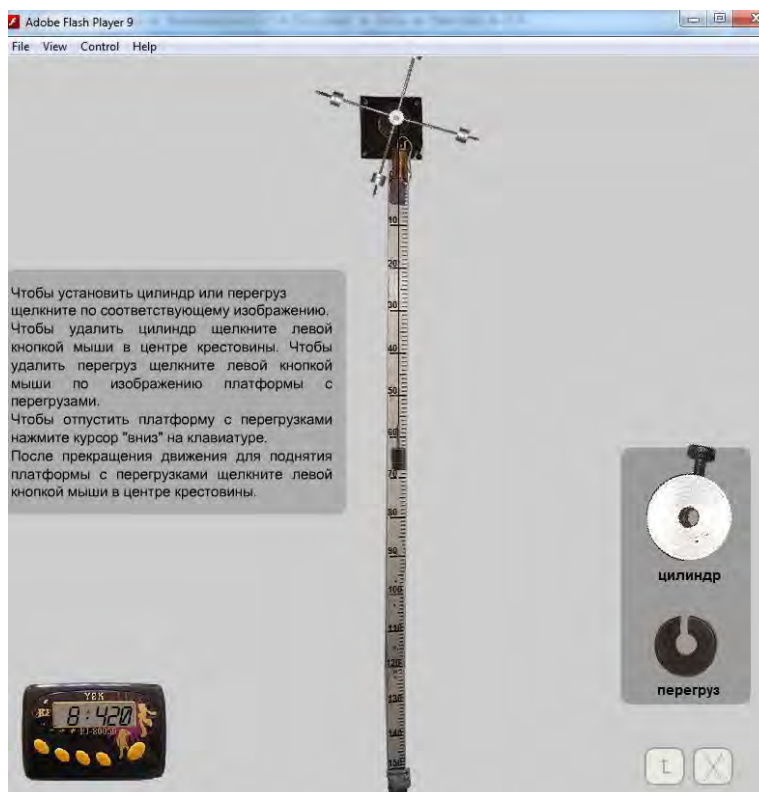 Adobe Flash Player 9
File View Control Help
Чтобы установить цилиндр или перегруз
щелкните по соответствующему изображению.
Чтобы удалить цилиндр щелкните левой
кнопкой мыши в центре крестовины. Чтобы
удалить перегруз щелкните левой кнопкой
мыши по изображению платформы с
перегрузами.
Чтобы отпустить платформу с перегрузками
нажмите курсор "вниз" на клавиатуре.
После прекращения движения для поднятия
платформы с перегрузками щелкните левой
кнопкой мыши в центре крестовины.
0
10
20
30
40
50
60
70
80
90
100
110
120
130
140
150
цилиндр
перегруз
8:420
L